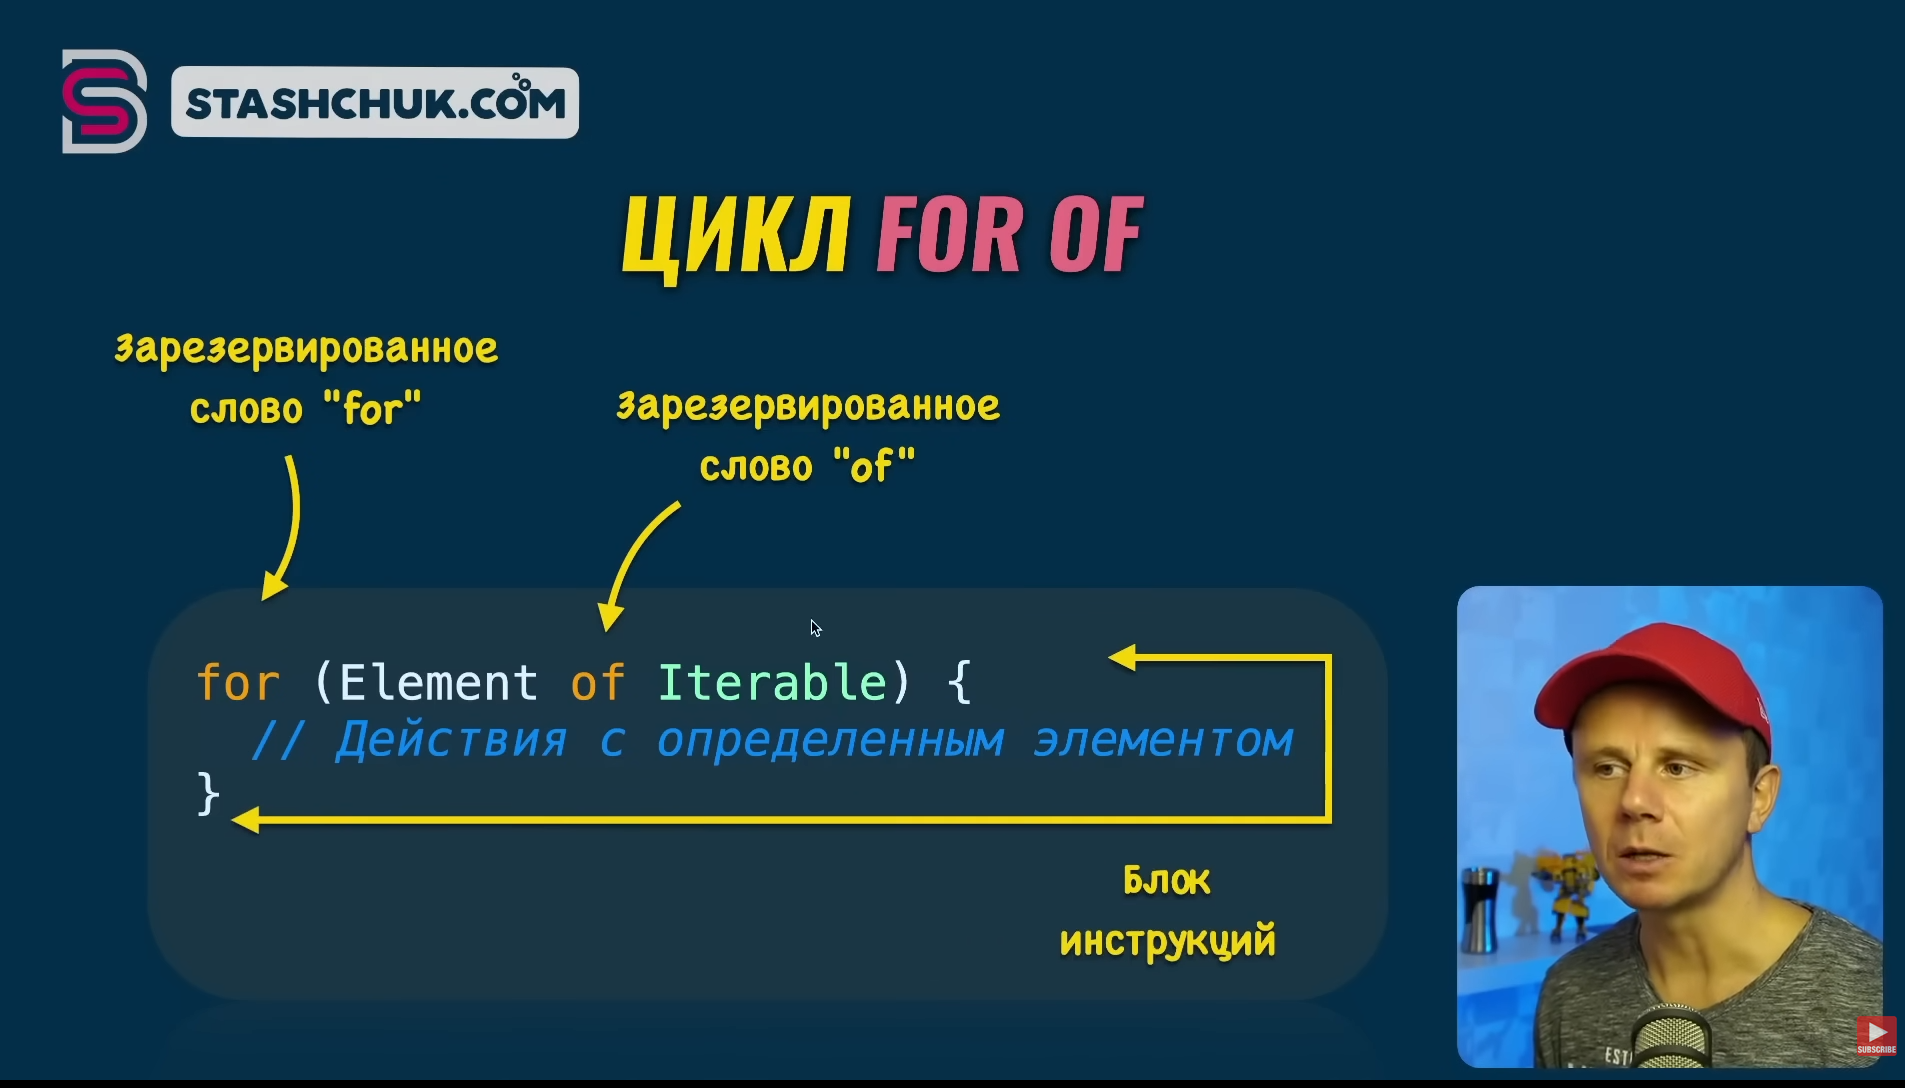 STASHCHUK.COM
ЦИКЛ FOR OF
Зарезервированное
слово "for"
Зарезервированное
слово "of"
for (Element of Iterable) {
// Действия с определенным элементом
}
Блок
инструкций
EST
SUBSCRIBE